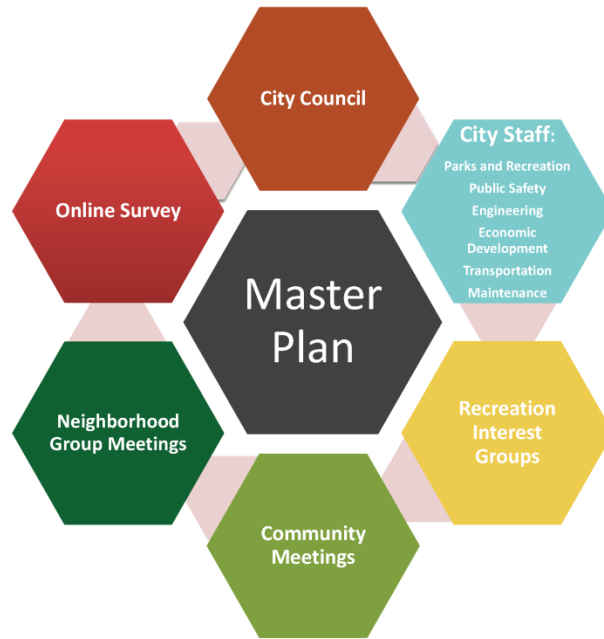 City Council
City Staff:
Parks and Recreation
Public Safety
Engineering
Economic
Development
Transportation
Maintenance
Online Survey
Master
Plan
Neighborhood
Group Meetings
Recreation
Interest
Groups
Community
Meetings